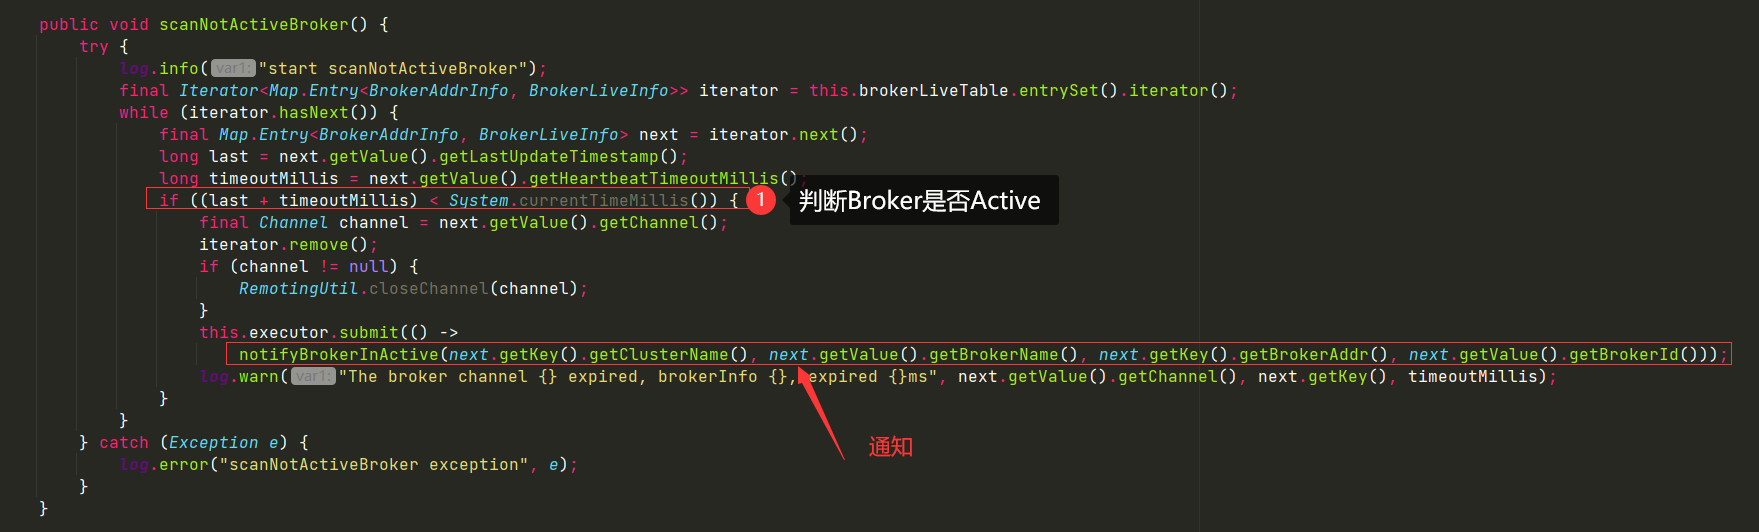 public void scanNotActiveBroker() {
try {
log.info( var1: "start scanNotActiveBroker");
final Iterator<Map.Entry<BrokerAddrInfo, BrokerLiveInfo>> iterator = this.brokerLiveTable.entrySet().iterator();
while (iterator.hasNext()) {
final Map.Entry<BrokerAddrInfo, BrokerLiveInfo> next = iterator.next();
long last = next.getValue().getLastUpdateTimestamp();
long timeoutMillis = next.getValue().getHeartbeatTimeoutMillis();
if ((last + timeoutMillis) < System.currentTimeMillis()) { 1 判断Broker是否Active
final Channel channel = next.getValue().getChannel();
iterator.remove();
if (channel != null) {
RemotingUtil.closeChannel(channel);
}
this.executor.submit(() ->
notifyBrokerInActive(next.getKey().getClusterName(), next.getValue().getBrokerName(), next.getKey().getBrokerAddr(), next.getValue().getBrokerId()));
log.warn( var1: "The broker channel {} expired, brokerInfo {}, expired {}ms", next.getValue().getChannel(), next.getKey(), timeoutMillis);
}
}
} catch (Exception e) {
通知
log.error("scanNotActiveBroker exception", e);
}
}